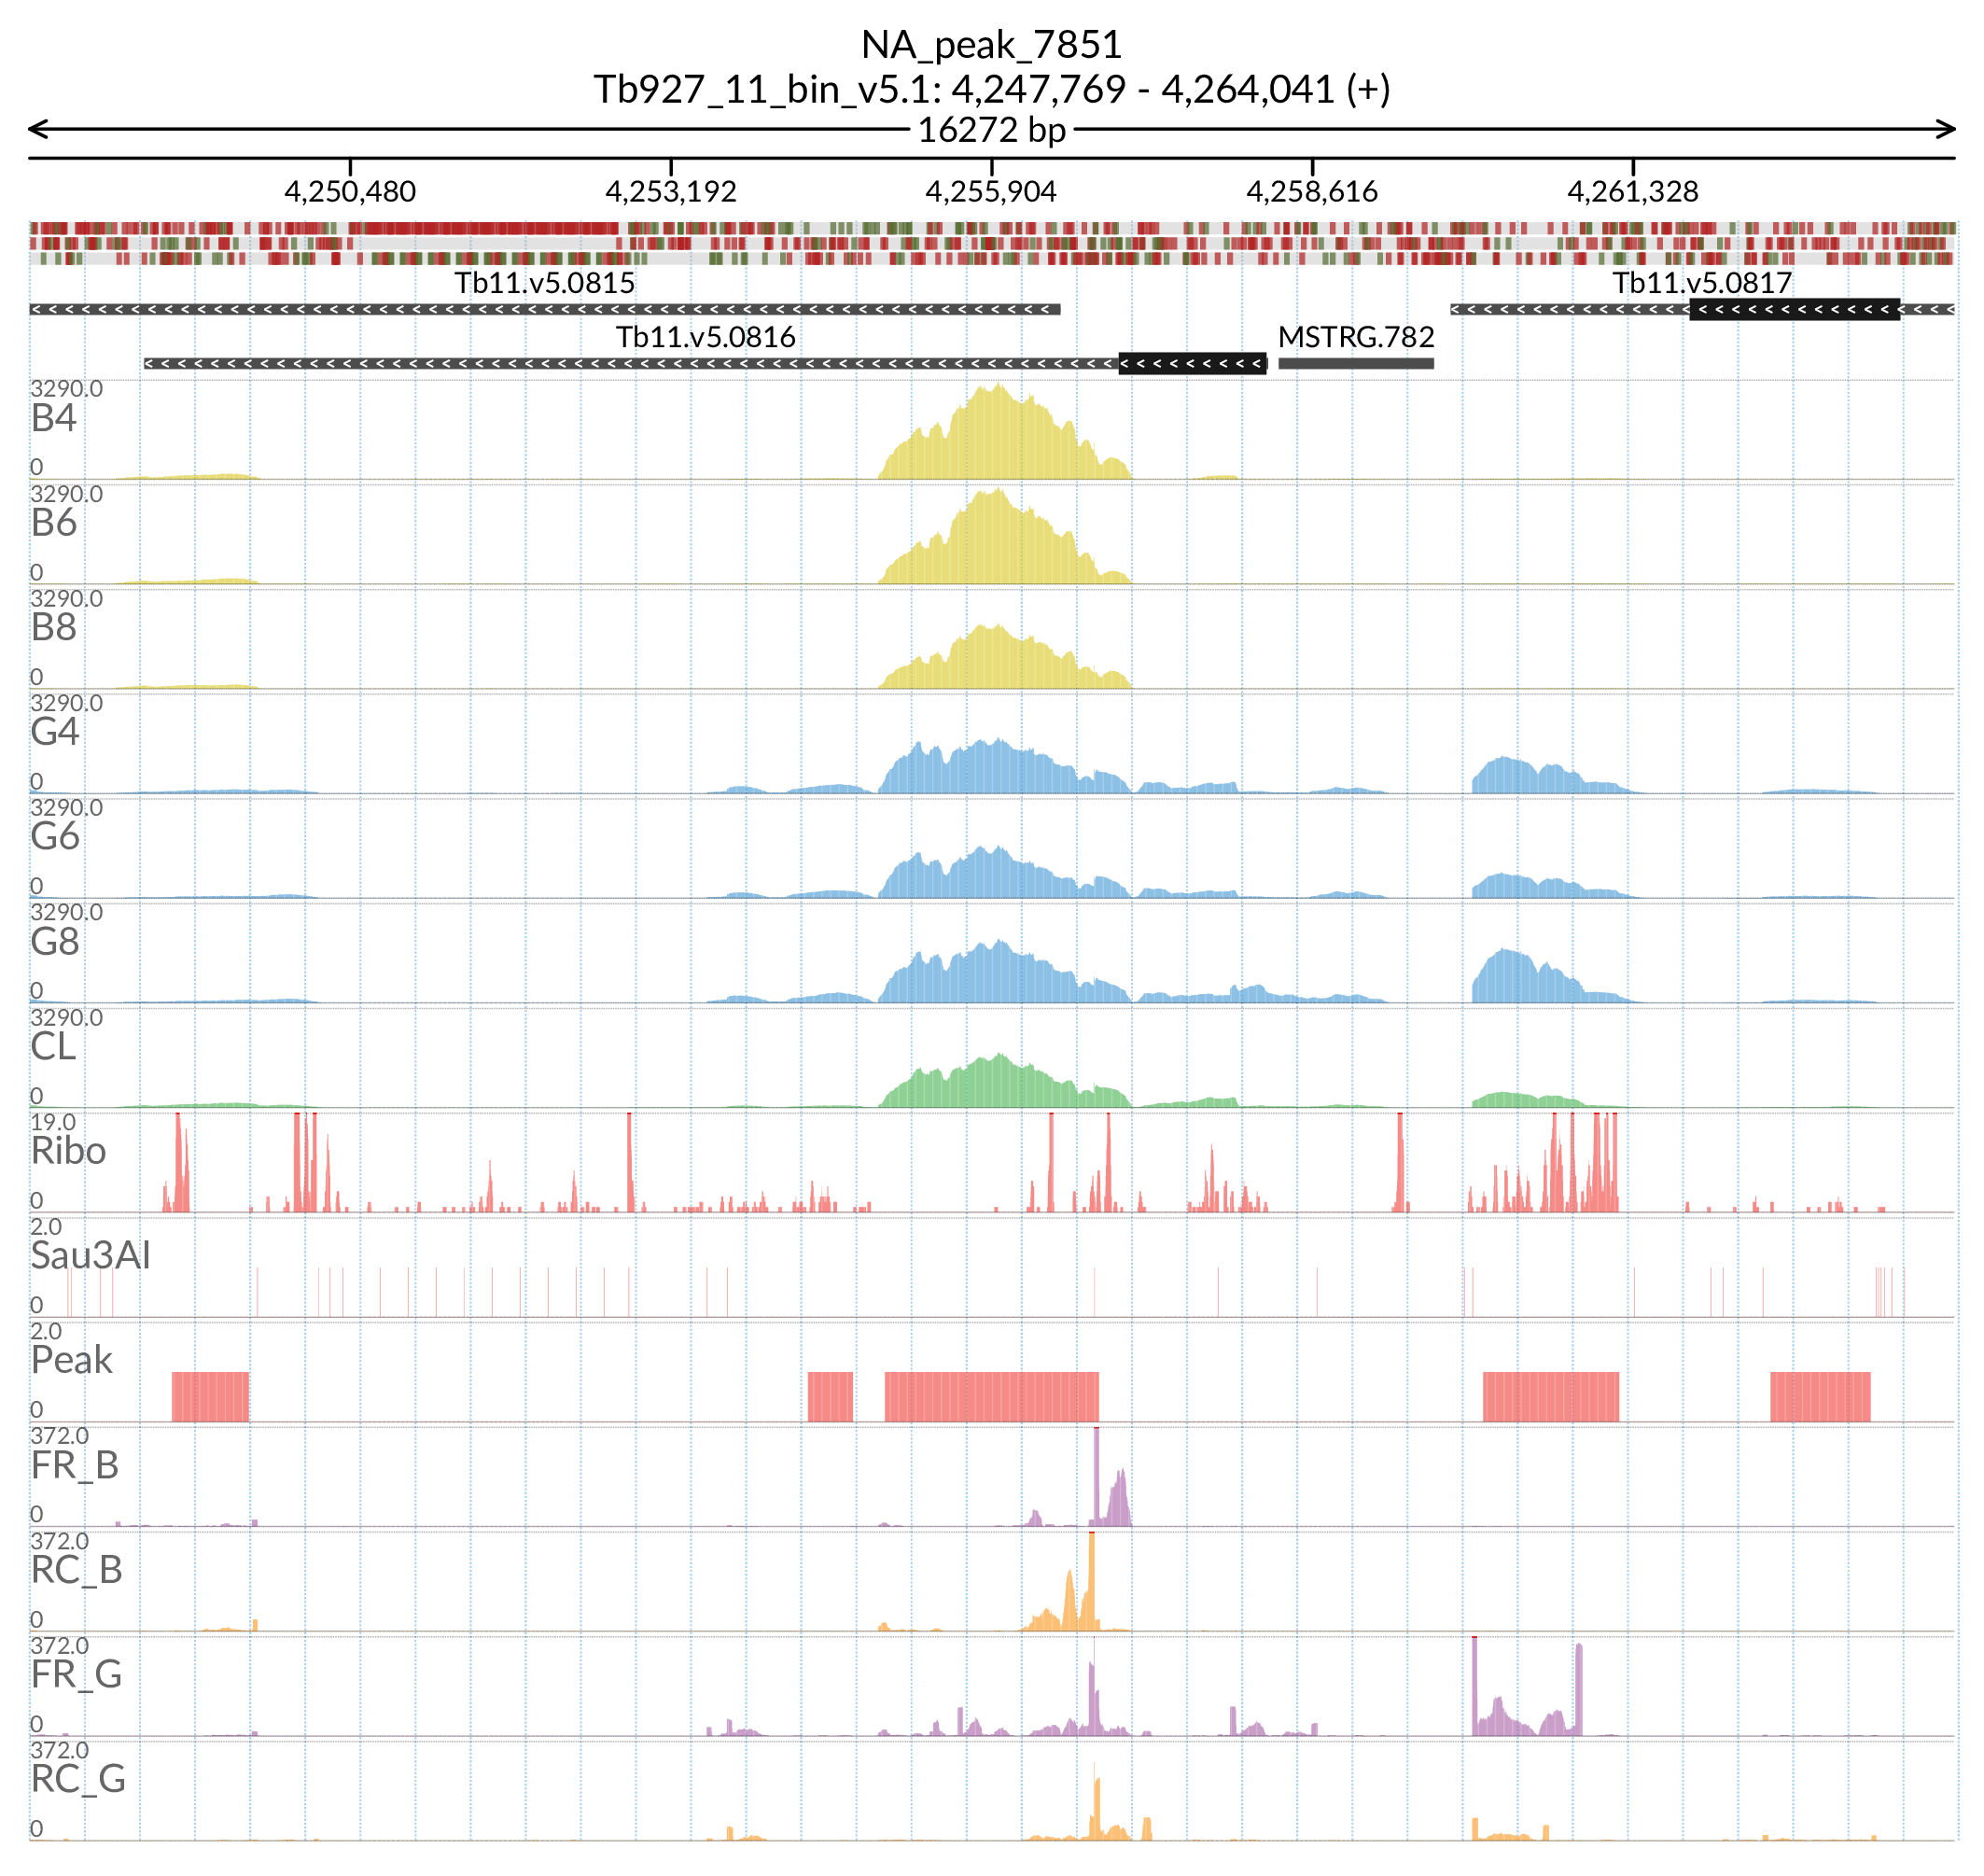 NA_peak_7851
Tb927_11_bin_v5.1: 4,247,769 - 4,264,041 (+)
16272 bp
4,250,480 4,253,192 4,255,904 4,258,616 4,261,328
Tb11.v5.0815 Tb11.v5.0817
Tb11.v5.0816 MSTRG.782
3290.0
B4
0
3290.0
B6
0
3290.0
B8
0
3290.0
G4
0
3290.0
G6
0
3290.0
G8
0
3290.0
CL
0
19.0
Ribo
0
2.0
Sau3AI
0
2.0
Peak
0
372.0
FR_B
0
372.0
RC_B
0
372.0
FR_G
0
372.0
RC_G
0